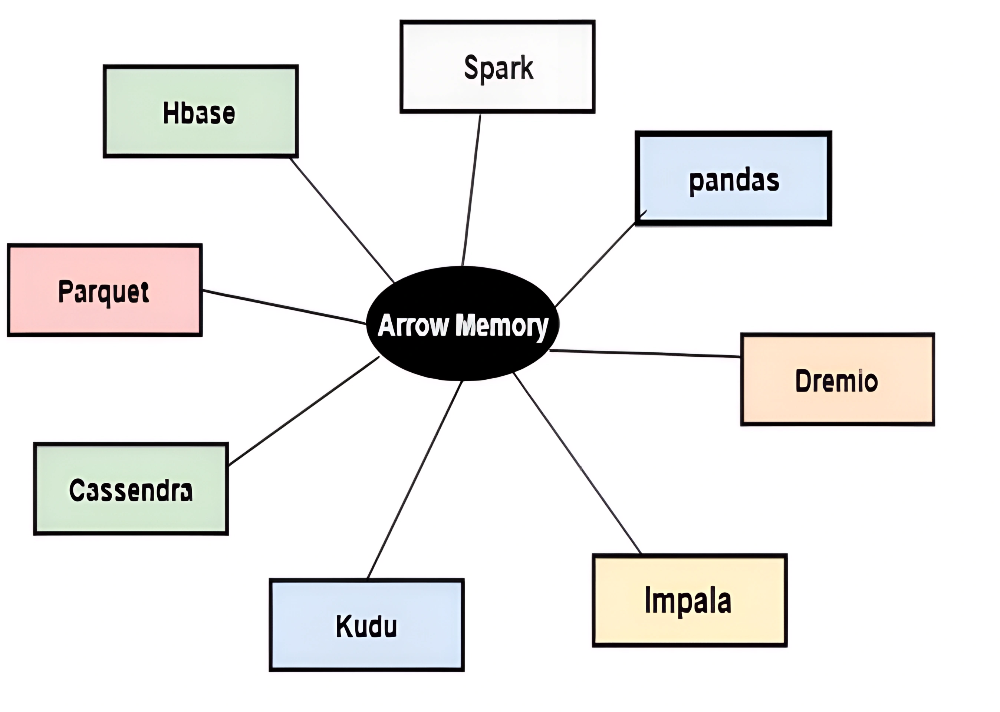 Spark
Hbase
pandas
Parquet
Arrow Memory
Dremio
Cassendra
Impala
Kudu